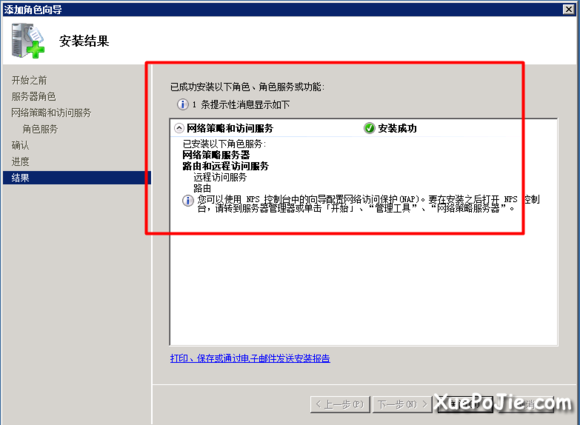 添加角色向导
安装结果
开始之前
服务器角色
网络策略和访问服务
角色服务
确认
进度
结果
已成功安装以下角色、角色服务或功能:
1 条提示性消息显示如下
网络策略和访问服务 安装成功
已安装以下角色服务:
网络策略服务器
路由和远程访问服务
远程访问服务
路由
您可以使用 NPS 控制台中的向导配置网络访问保护(NAP)。要在安装之后打开 NPS 控制
台，请转到服务器管理器或单击「开始」、“管理工具”、“网络策略服务器”。
打印、保存或通过电子邮件发送安装报告
< 上一步(P) 下一步(N) >
XuePoJie.com